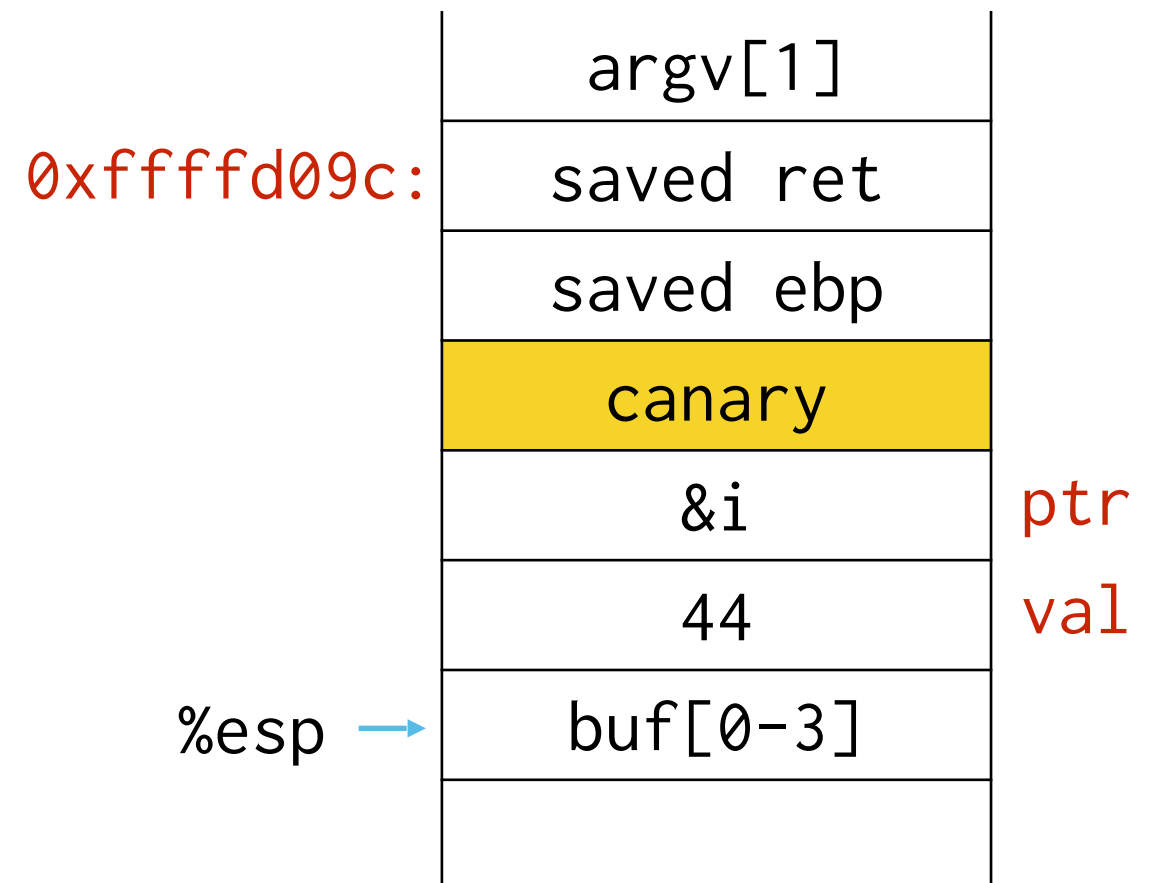 argv[1]
0xffffd09c: saved ret
saved ebp
canary
&i ptr
44 val
%esp buf[0-3]